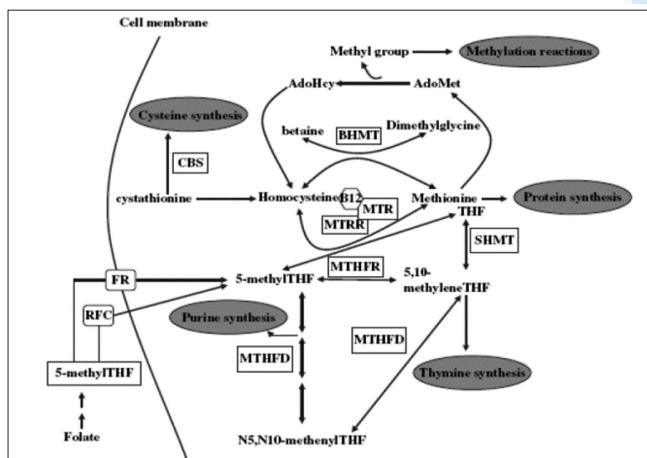 Cell membrane
Methyl group
Methylation reactions
AdoHcy
AdoMet
Cysteine synthesis
betaine
BHMT
Dimethylglycine
CBS
cystathionine
Homocysteine
B12
MTR
Methionine
Protein synthesis
MTRR
THF
SHMT
FR
5-methylTHF
MTHFR
5,10-
methyleneTHF
RFC
Purine synthesis
MTHFD
MTHFD
5-methylTHF
Thymine synthesis
Folate
N5,N10-methenylTHF